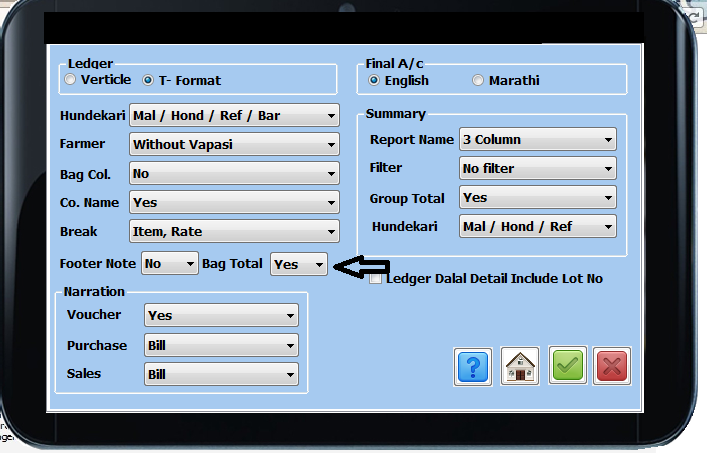 Ledger
Verticle T- Format
Hundekari Mal / Hond / Ref / Bar
Farmer Without Vapasi
Bag Col. No
Co. Name Yes
Break Item, Rate
Footer Note No Bag Total Yes
Narration
Voucher Yes
Purchase Bill
Sales Bill
Final A/c
English Marathi
Summary
Report Name 3 Column
Filter No filter
Group Total Yes
Hundekari Mal / Hond / Ref
Ledger Dalal Detail Include Lot No
?